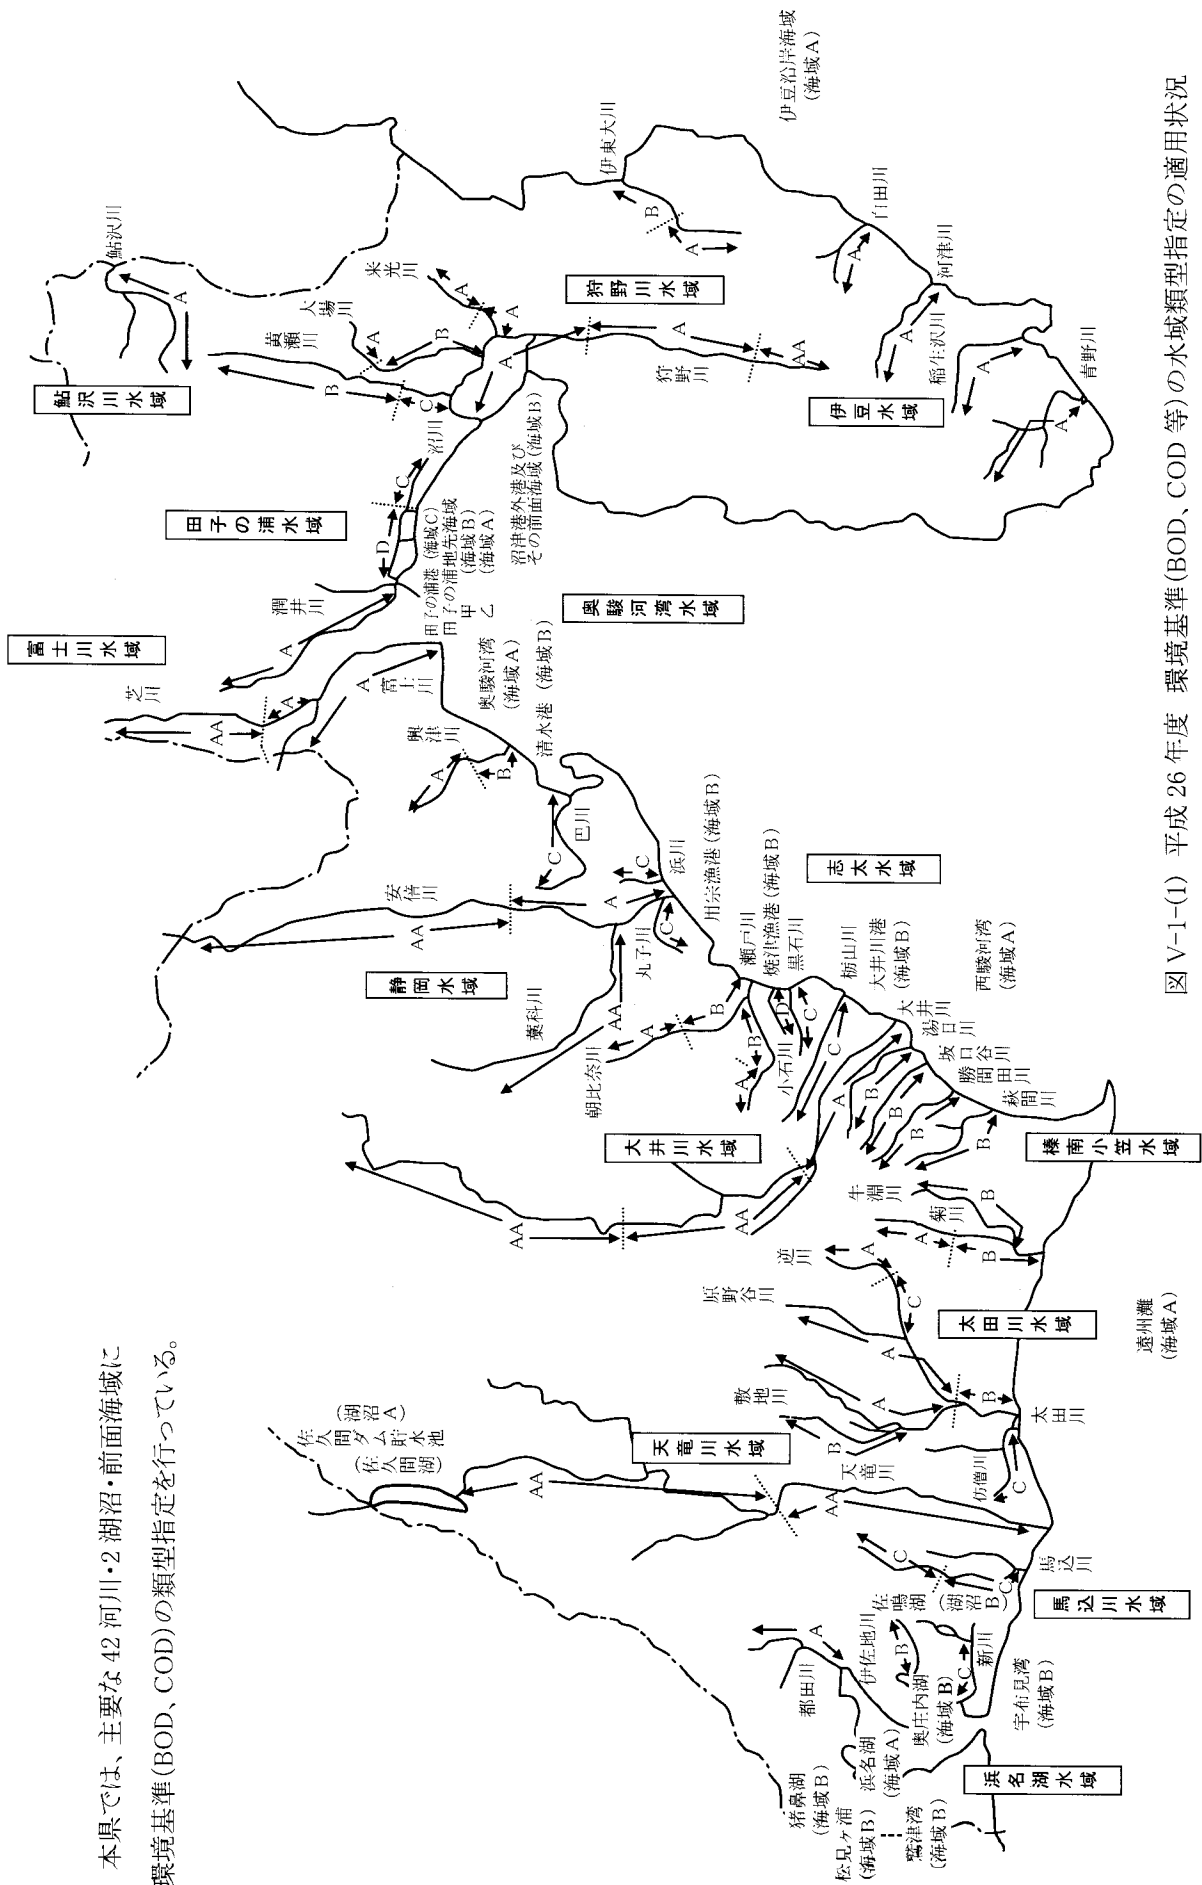 本県では、主要な42河川・2湖沼・前面海域に
環境基準(BOD、COD)の類型指定を行っている。
浜名湖水域
猪鼻湖
(海域B)
松見ヶ浦
(海域B)
鷲津湾
(海域B)
浜名湖
(海域A)
奥庄内湖
(海域B)
宇布見湾
(海域B)
都田川
A
伊佐地川
B
新川
C
佐鳴湖
(湖沼B)
馬込川水域
馬込川
C
C
天竜川水域
(湖沼A)
佐久間ダム貯水池
(佐久間湖)
天竜川
AA
AA
太田川水域
仿僧川
C
敷地川
B
原野谷川
A
逆川
A
C
太田川
A
B
遠州灘
(海域A)
榛南小笠水域
牛淵川
B
菊川
A
B
萩間川
B
勝間田川
B
坂口谷川
B
湯日川
B
大井川水域
大井川
AA
AA
A
志太水域
栃山川
C
大井川港
(海域B)
西駿河湾
(海域A)
黒石川
C
小石川
D
焼津漁港(海域B)
瀬戸川
A
B
朝比奈川
A
B
用宗漁港(海域B)
静岡水域
藁科川
AA
安倍川
AA
A
丸子川
C
浜川
C
巴川
C
清水港(海域B)
興津川
A
B
奥駿河湾
(海域A)
奥駿河湾水域
富士川水域
芝川
AA
A
富士川
A
田子の浦水域
潤井川
A
沼川
D
C
田子の浦港(海域C)
田子の浦地先海域
甲 (海域B)
乙 (海域A)
沼津港外港及び
その前面海域(海域B)
狩野川水域
黄瀬川
B
C
大場川
A
B
来光川
A
A
狩野川
A
A
AA
鮎沢川水域
鮎沢川
A
伊豆水域
伊東大川
B
A
白田川
A
河津川
A
稲生沢川
A
青野川
A
伊豆沿岸海域
(海域A)
図 V-1-(1) 平成 26 年度 環境基準(BOD、COD 等)の水域類型指定の適用状況